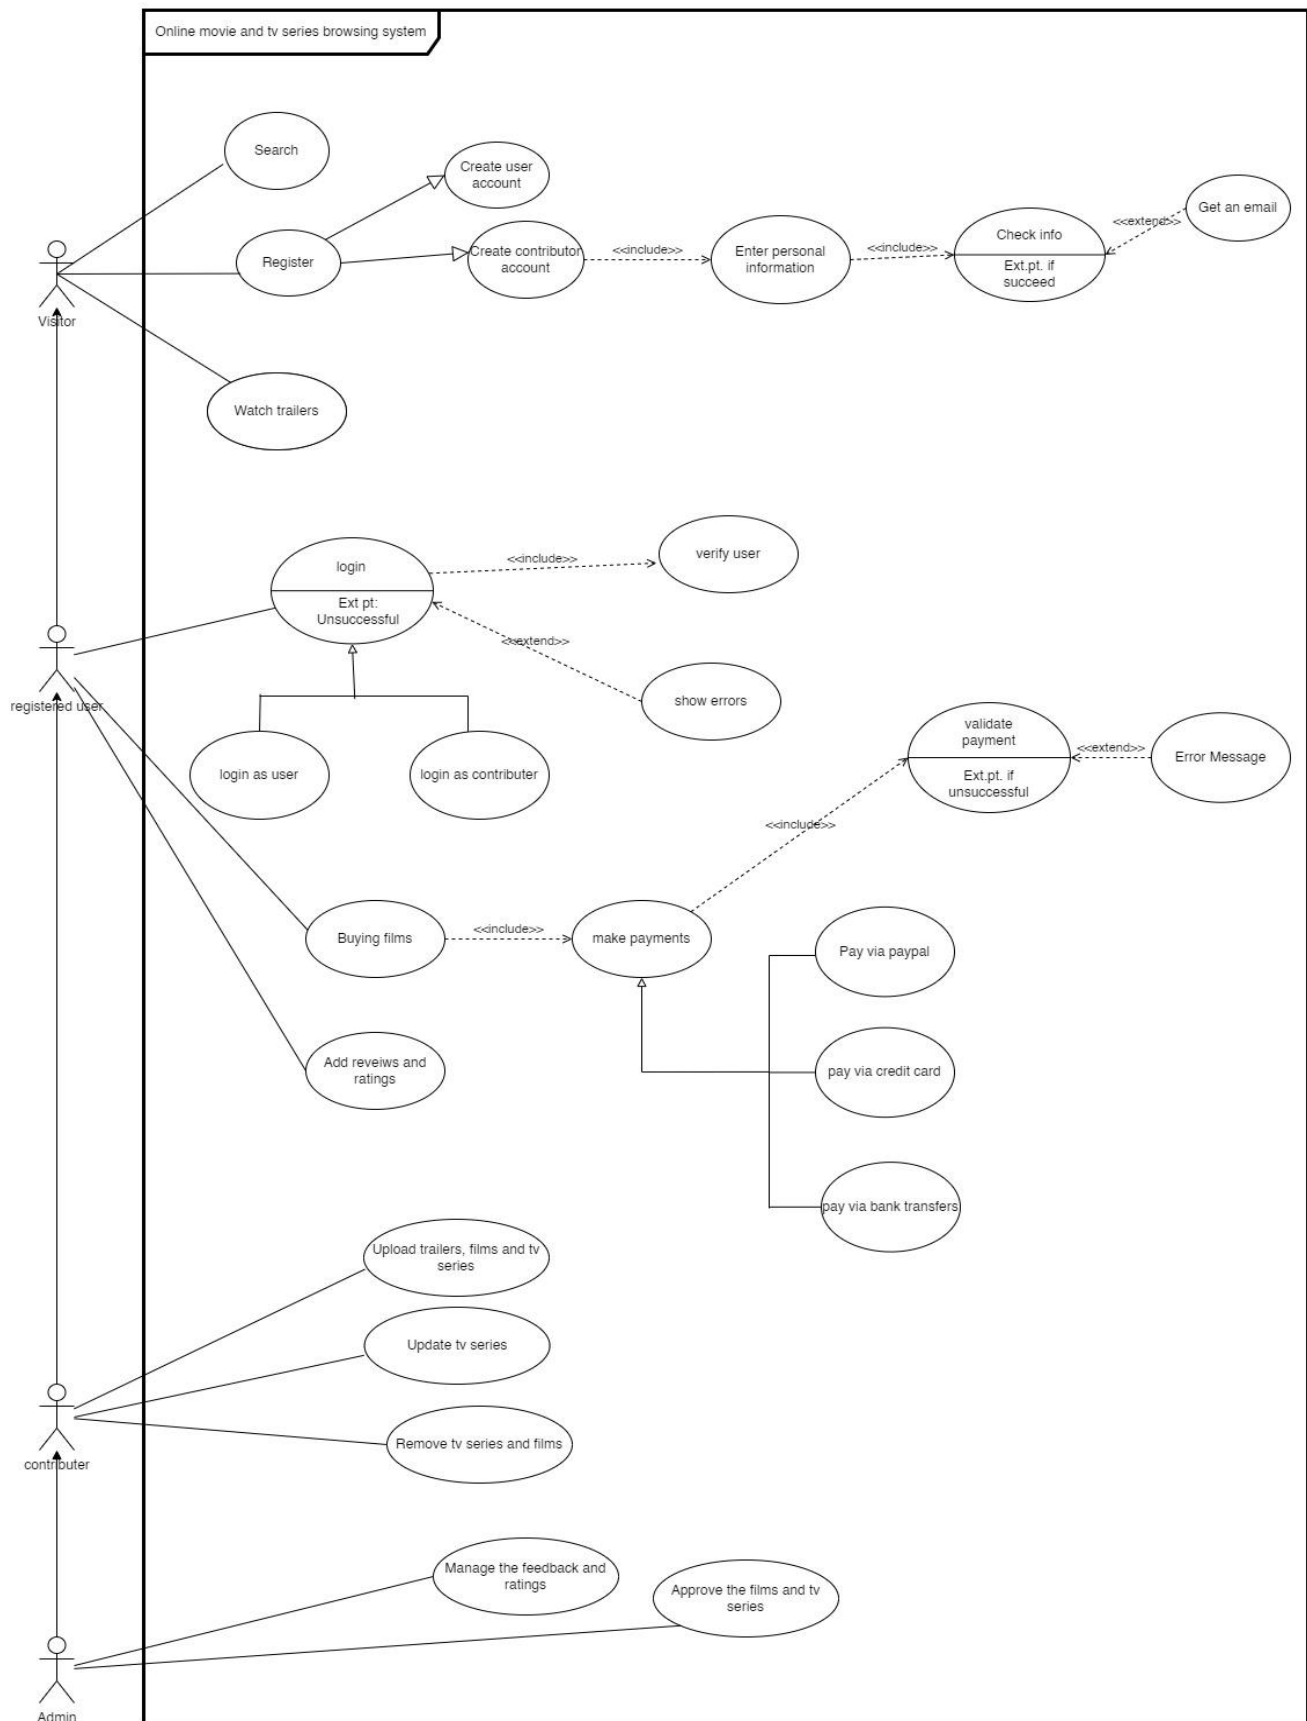 Online movie and tv series browsing system
Search
Create user
account
Get an email
<<extend>>
Register
Create contributor
account
<<include>>
Enter personal
information
<<include>>
Check info
Ext.pt. if
succeed
Visitor
Watch trailers
login
Ext pt:
Unsuccessful
<<include>>
verify user
<<extend>>
show errors
registered user
login as user
login as contributer
validate
payment
Ext.pt. if
unsuccessful
<<extend>>
Error Message
<<include>>
Buying films
<<include>>
make payments
Pay via paypal
Add reveiws and
ratings
pay via credit card
pay via bank transfers
Upload trailers, films and tv
series
Update tv series
Remove tv series and films
contributer
Manage the feedback and
ratings
Approve the films and tv
series
Admin